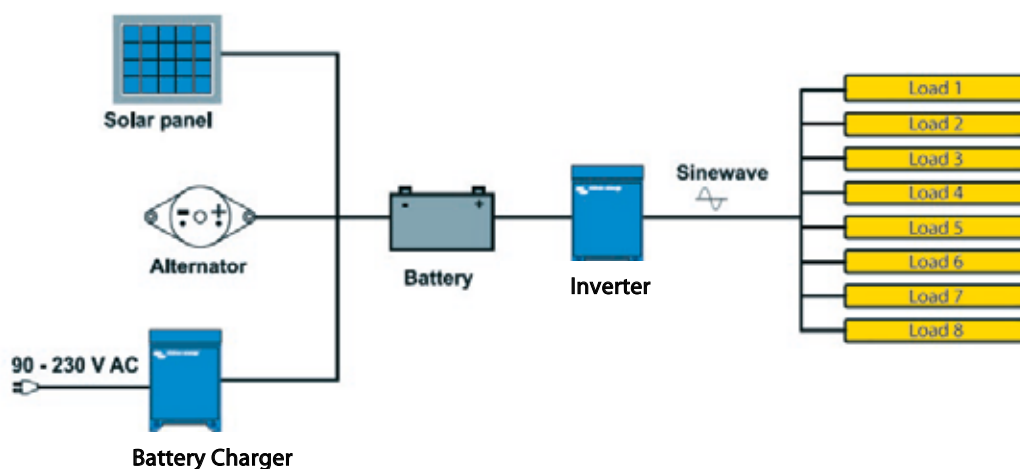 Solar panel
- +
Alternator
90 - 230 V AC
Battery Charger
- +
Battery
Inverter
Sinewave
Load 1
Load 2
Load 3
Load 4
Load 5
Load 6
Load 7
Load 8